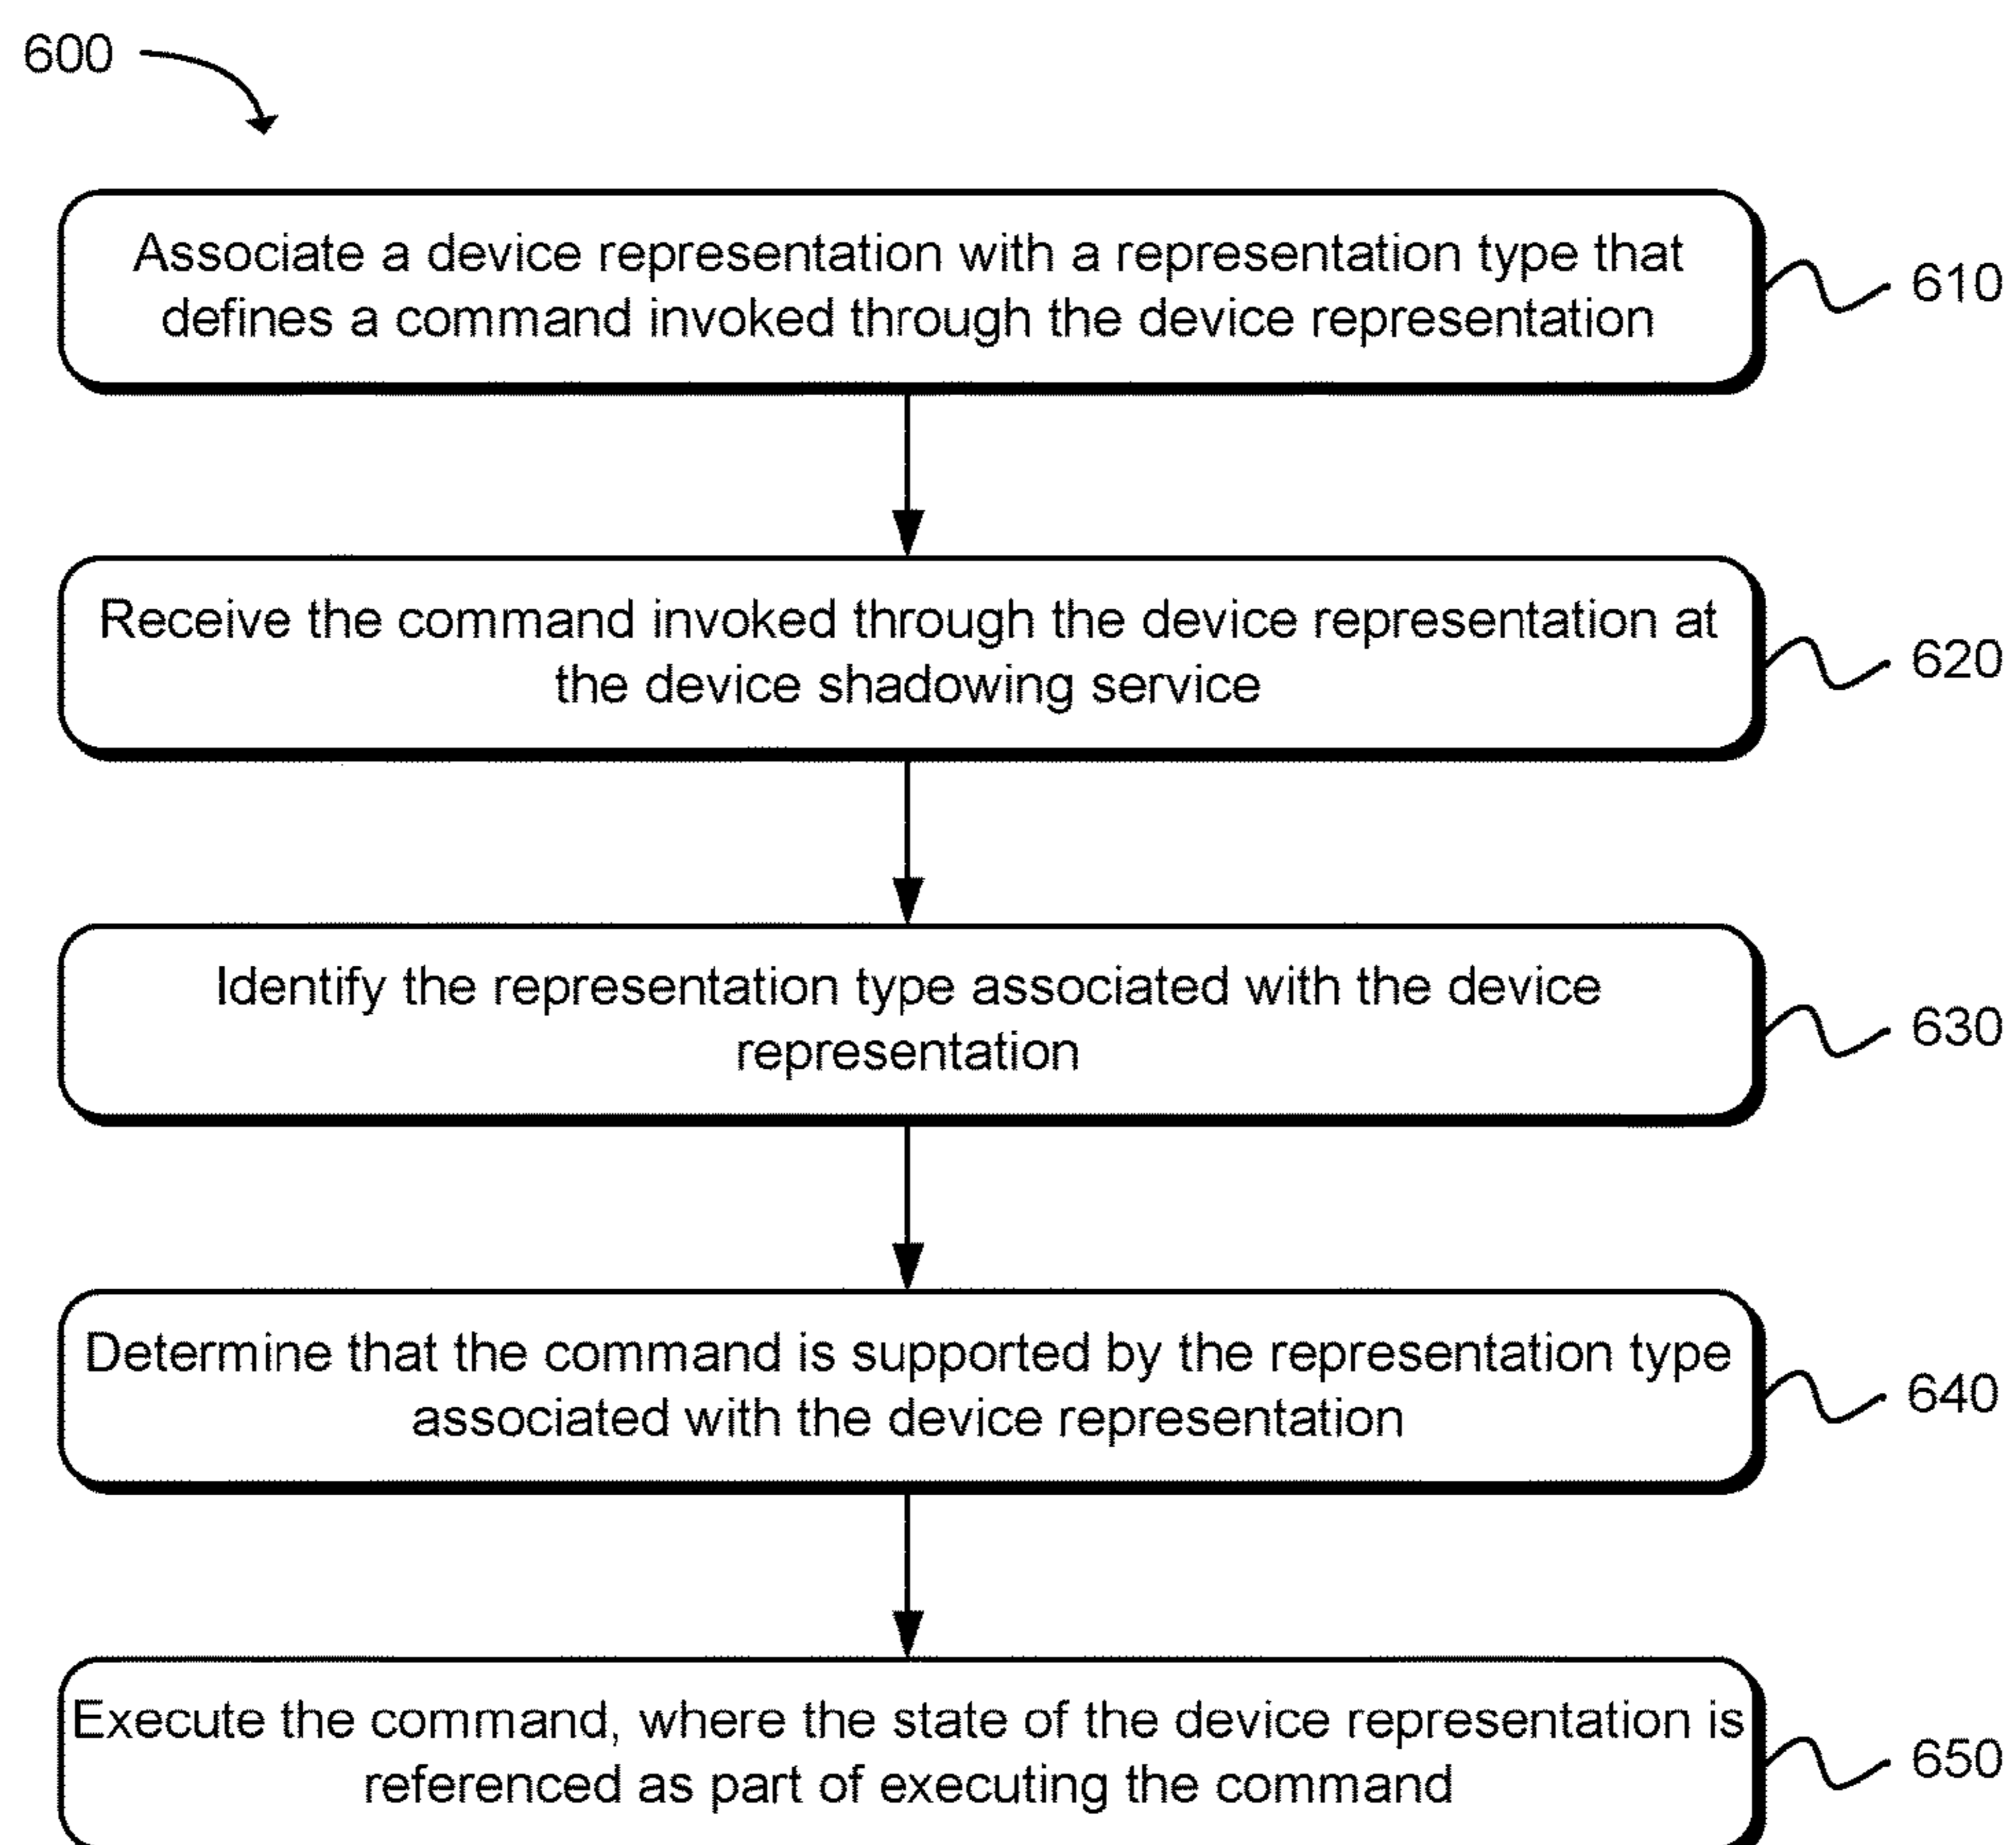 600
Associate a device representation with a representation type that
defines a command invoked through the device representation
610
Receive the command invoked through the device representation at
the device shadowing service
620
Identify the representation type associated with the device
representation
630
Determine that the command is supported by the representation type
associated with the device representation
640
Execute the command, where the state of the device representation is
referenced as part of executing the command
650